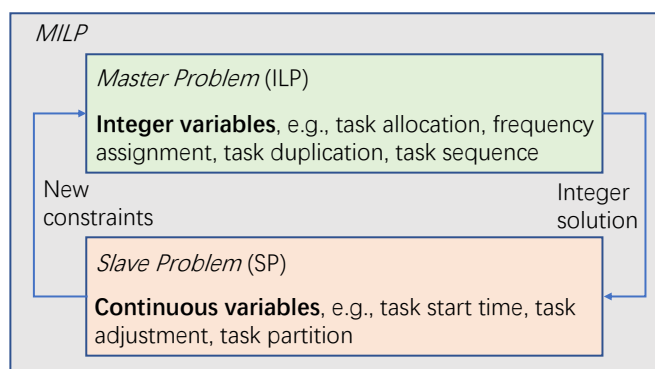 MILP
Master Problem (ILP)
Integer variables, e.g., task allocation, frequency
assignment, task duplication, task sequence
New
constraints
Integer
solution
Slave Problem (SP)
Continuous variables, e.g., task start time, task
adjustment, task partition